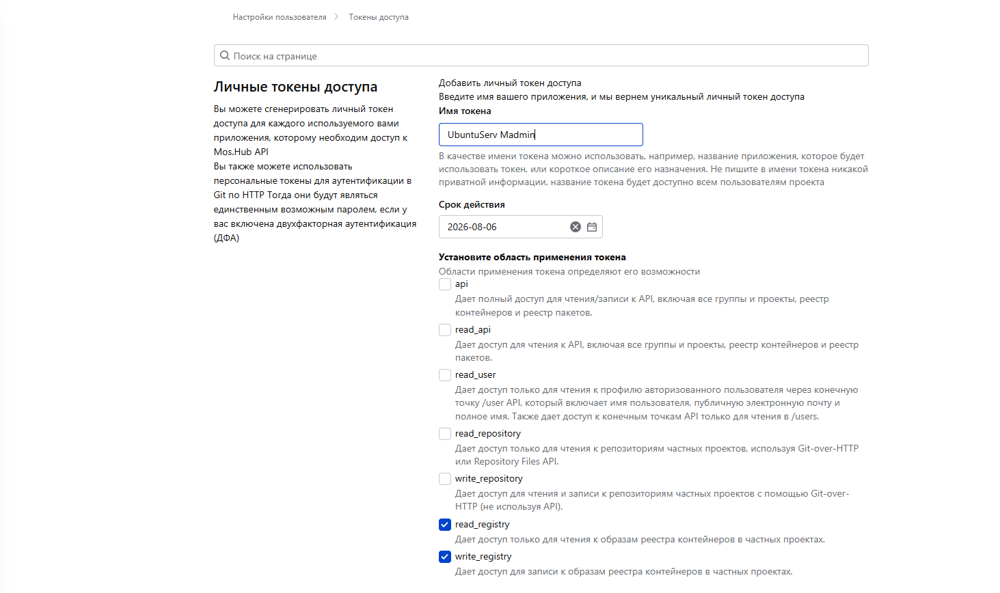 Настройки пользователя
Токены доступа
Поиск на странице
Личные токены доступа
Вы можете сгенерировать личный токен
доступа для каждого используемого вами
приложения, которому необходим доступ к
Mos.Hub API
Вы также можете использовать
персональные токены для аутентификации в
Git по HTTP Тогда они будут являться
единственным возможным паролем, если у
вас включена двухфакторная аутентификация
(ДФА)
Добавить личный токен доступа
Введите имя вашего приложения, и мы вернем уникальный личный токен доступа
Имя токена
UbuntuServ Madmin
В качестве имени токена можно использовать, например, название приложения, которое будет
использовать токен, или короткое описание его назначения. Не пишите в имени токена никакой
приватной информации, название токена будет доступно всем пользователям проекта
Срок действия
2026-08-06
Установите область применения токена
Области применения токена определяют его возможности
api
Дает полный доступ для чтения/записи к API, включая все группы и проекты, реестр
контейнеров и реестр пакетов.
read_api
Дает доступ для чтения к API, включая все группы и проекты, реестр контейнеров и реестр
пакетов.
read_user
Дает доступ только для чтения к профилю авторизованного пользователя через конечную
точку /user API, который включает имя пользователя, публичную электронную почту и
полное имя. Также дает доступ к конечным точкам API только для чтения в /users.
read_repository
Дает доступ только для чтения к репозиториям частных проектов, используя Git-over-HTTP
или Repository Files API.
write_repository
Дает доступ для чтения и записи к репозиториям частных проектов с помощью Git-over-
HTTP (не используя API).
read_registry
Дает доступ только для чтения к образам реестра контейнеров в частных проектах.
write_registry
Дает доступ для записи к образам реестра контейнеров в частных проектах.